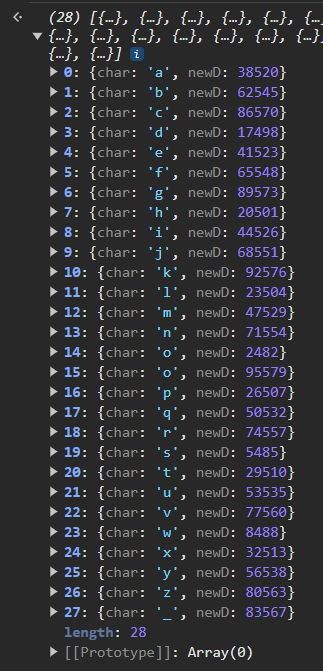 (28) [{…}, {…}, {…}, {…}, {…}, {…}, {…},
{…}, {…}, {…}, {…}, {…}, {…}, {…}, {…}
{…}, {…}] i
0: {char: 'a', newD: 38520}
1: {char: 'b', newD: 62545}
2: {char: 'c', newD: 86570}
3: {char: 'd', newD: 17498}
4: {char: 'e', newD: 41523}
5: {char: 'f', newD: 65548}
6: {char: 'g', newD: 89573}
7: {char: 'h', newD: 20501}
8: {char: 'i', newD: 44526}
9: {char: 'j', newD: 68551}
10: {char: 'k', newD: 92576}
11: {char: 'l', newD: 23504}
12: {char: 'm', newD: 47529}
13: {char: 'n', newD: 71554}
14: {char: 'o', newD: 2482}
15: {char: 'o', newD: 95579}
16: {char: 'p', newD: 26507}
17: {char: 'q', newD: 50532}
18: {char: 'r', newD: 74557}
19: {char: 's', newD: 5485}
20: {char: 't', newD: 29510}
21: {char: 'u', newD: 53535}
22: {char: 'v', newD: 77560}
23: {char: 'w', newD: 8488}
24: {char: 'x', newD: 32513}
25: {char: 'y', newD: 56538}
26: {char: 'z', newD: 80563}
27: {char: '_', newD: 83567}
length: 28
[[Prototype]]: Array(0)